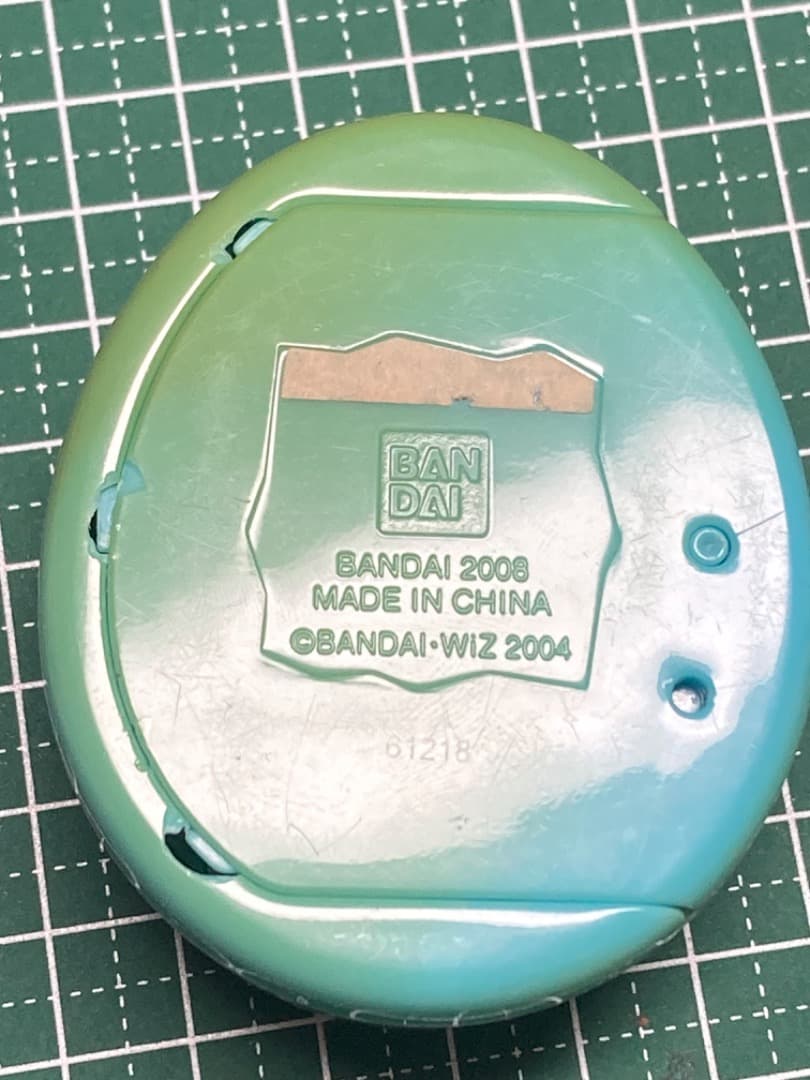 BAN
DAI
BANDAI 2008
MADE IN CHINA
©BANDAI·WiZ 2004
61218